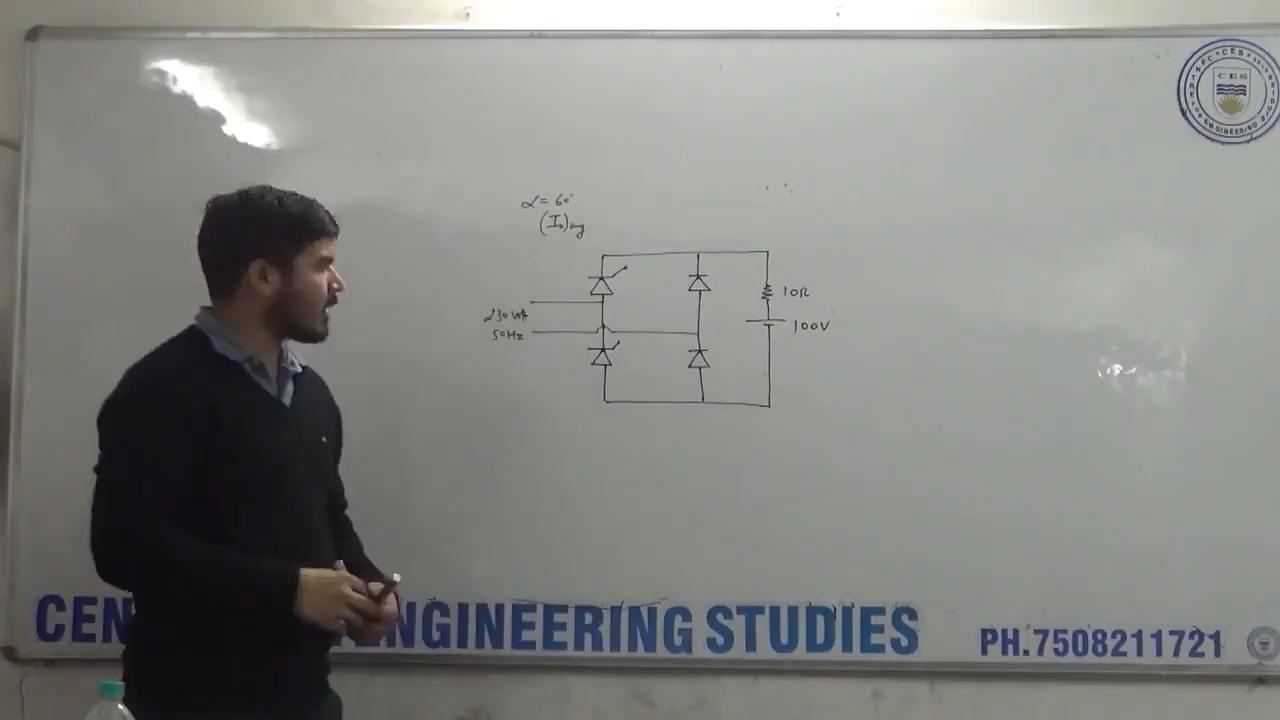 α = 60°
(I₀)avg
230 V
50Hz
10Ω
100V
CES
CEN ENGINEERING STUDIES
PH.7508211721